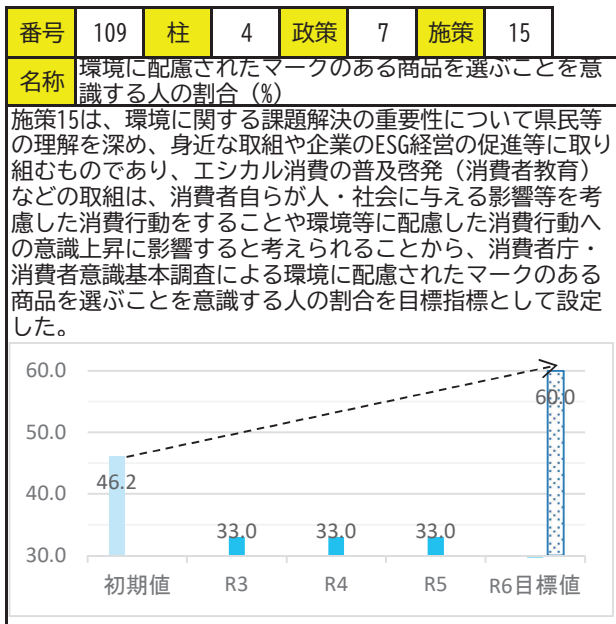 番号 109 柱 4 政策 7 施策 15
名称 環境に配慮されたマークのある商品を選ぶことを意
識する人の割合（%）
施策15は、環境に関する課題解決の重要性について県民等
の理解を深め、身近な取組や企業のESG経営の促進等に取り
組むものであり、エシカル消費の普及啓発（消費者教育）
などの取組は、消費者自らが人・社会に与える影響等を考
慮した消費行動をすることや環境等に配慮した消費行動へ
の意識上昇に影響すると考えられることから、消費者庁・
消費者意識基本調査による環境に配慮されたマークのある
商品を選ぶことを意識する人の割合を目標指標として設定
した。
60.0
60.0
50.0
46.2
40.0
33.0 33.0 33.0
30.0
初期値 R3 R4 R5 R6目標値